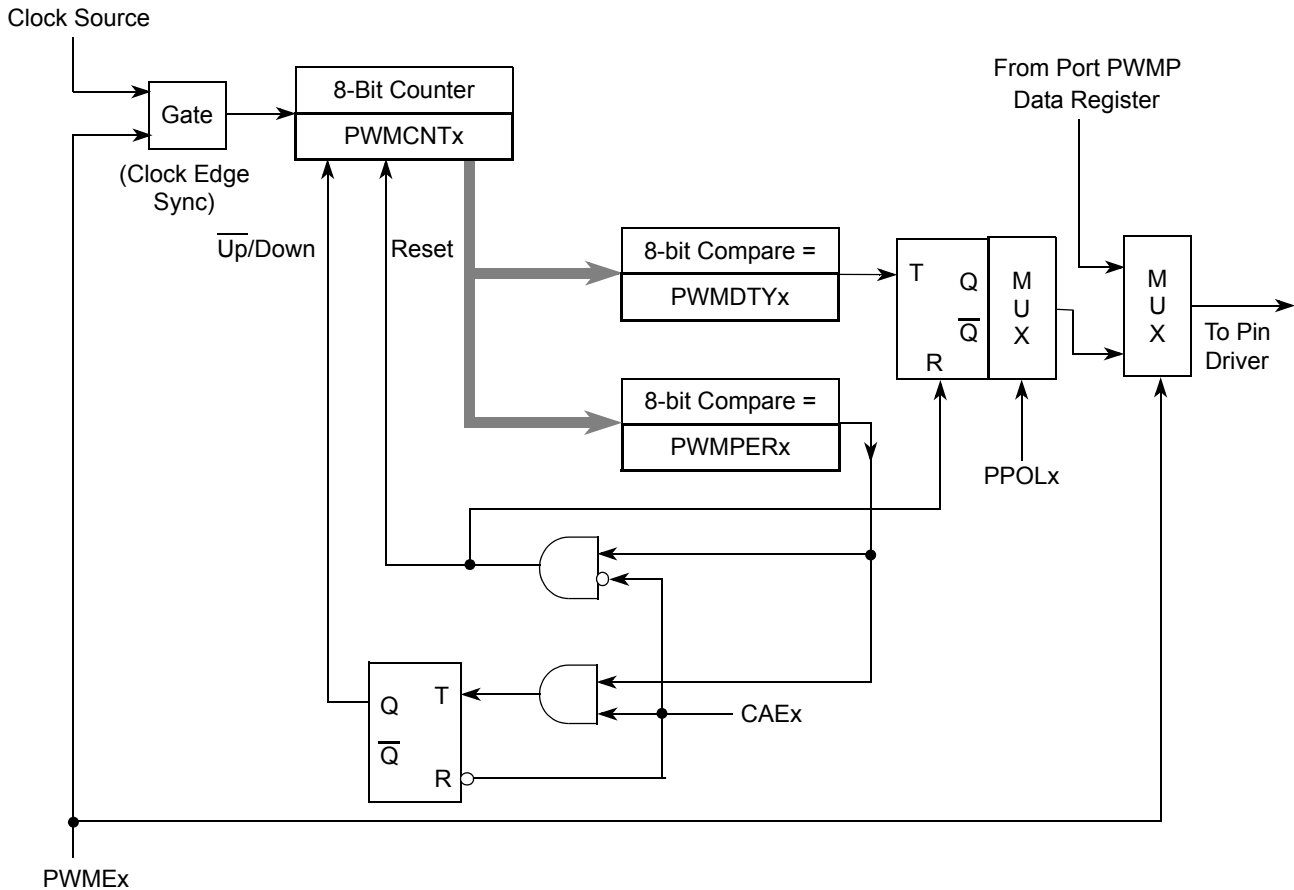 Clock Source
Gate
(Clock Edge
Sync)
8-Bit Counter
PWMCNTx
Up/Down
Reset
8-bit Compare =
PWMDTYx
8-bit Compare =
PWMPERx
T
Q
Q
R
M
U
X
PPOLx
From Port PWMP
Data Register
M
U
X
To Pin
Driver
Q
T
Q
R
CAEx
PWMEx